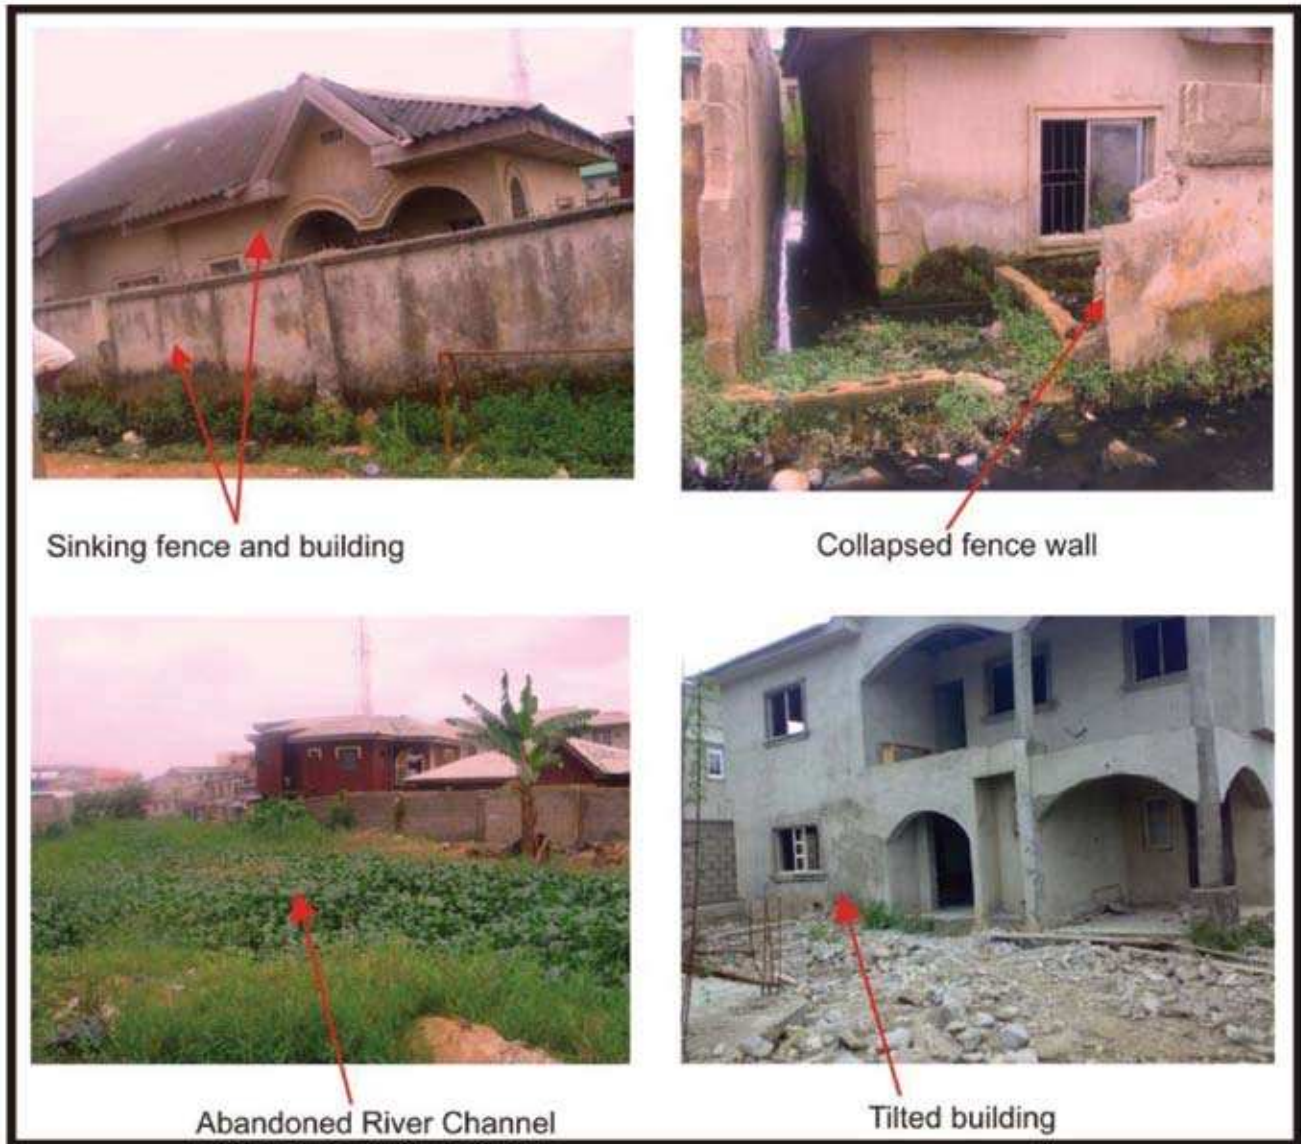 Sinking fence and building
Collapsed fence wall
Abandoned River Channel
Tilted building